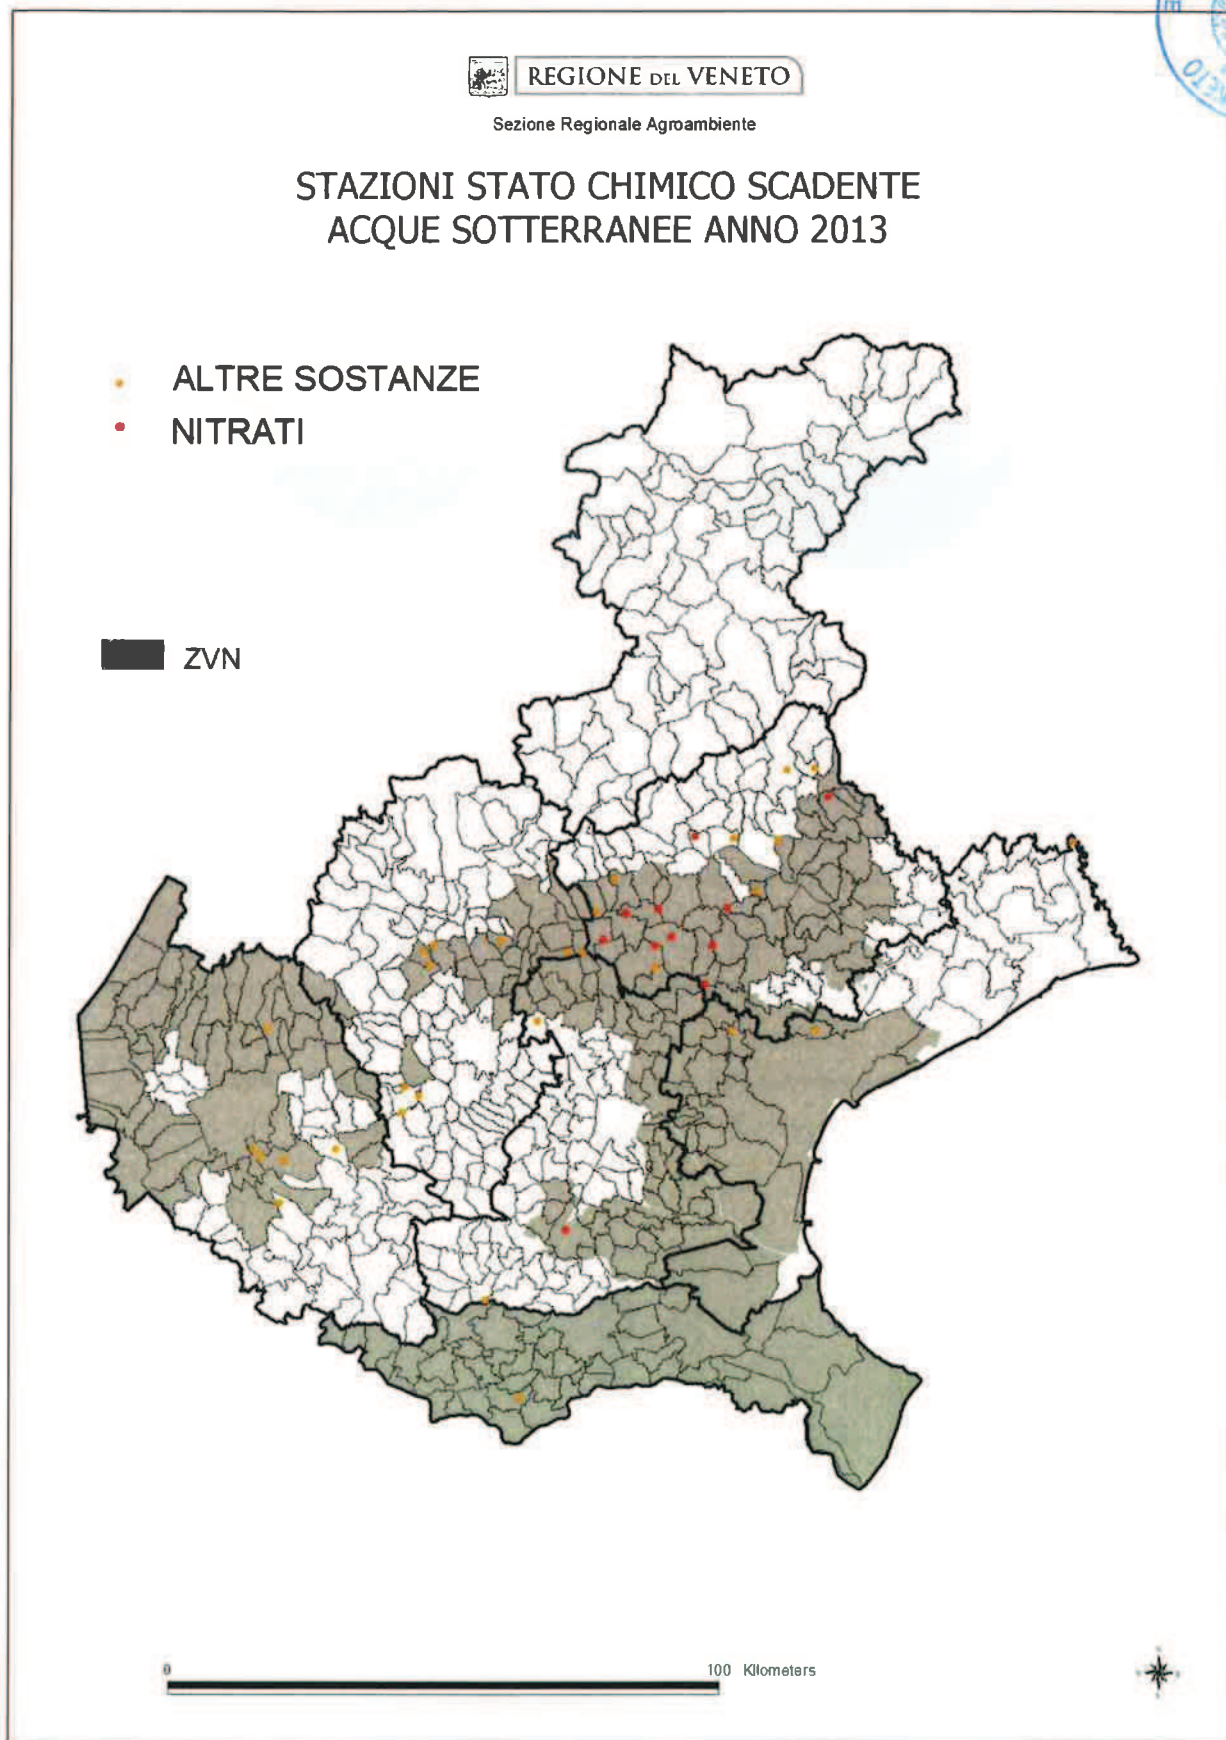 REGIONE DEL VENETO
Sezione Regionale Agroambiente
STAZIONI STATO CHIMICO SCADENTE
ACQUE SOTTERRANEE ANNO 2013
ALTRE SOSTANZE
NITRATI
ZVN
0
100 Kilometers